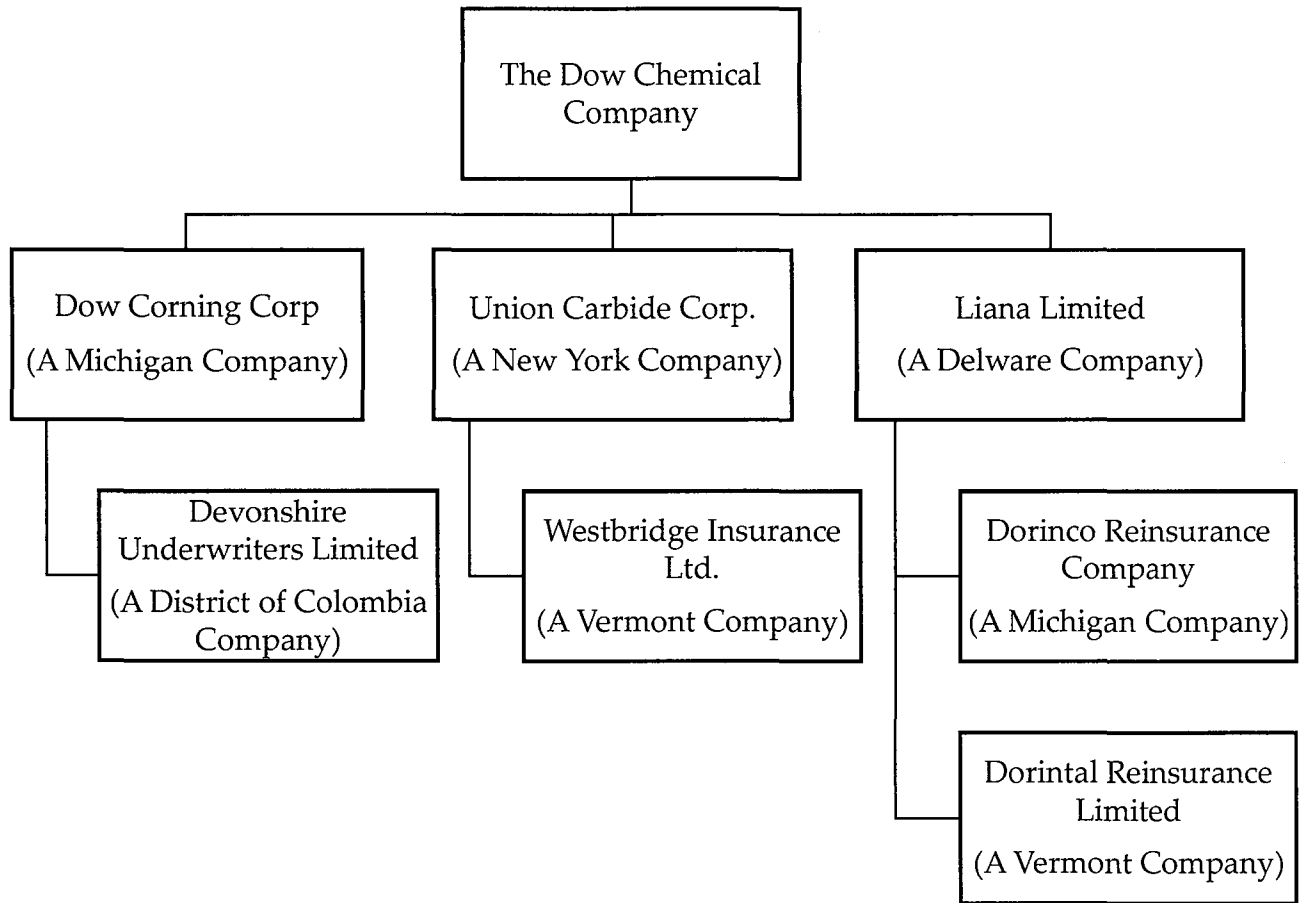 The Dow Chemical
Company
Dow Corning Corp
(A Michigan Company)
Union Carbide Corp.
(A New York Company)
Liana Limited
(A Delware Company)
Devonshire
Underwriters Limited
(A District of Colombia
Company)
Westbridge Insurance
Ltd.
(A Vermont Company)
Dorinco Reinsurance
Company
(A Michigan Company)
Dorintal Reinsurance
Limited
(A Vermont Company)